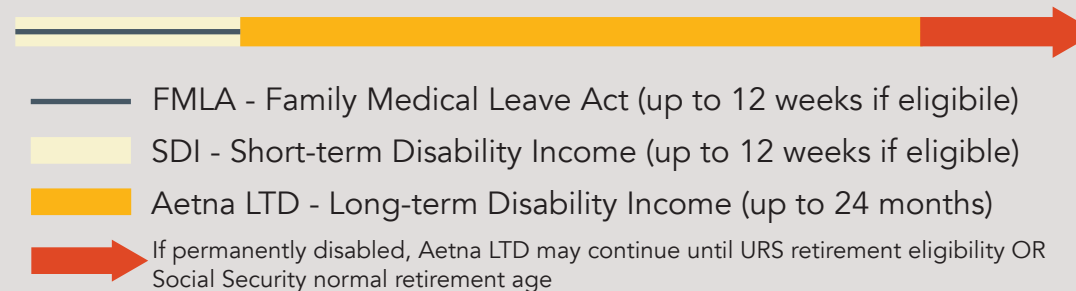 FMLA - Family Medical Leave Act (up to 12 weeks if eligibile)
SDI - Short-term Disability Income (up to 12 weeks if eligible)
Aetna LTD - Long-term Disability Income (up to 24 months)
If permanently disabled, Aetna LTD may continue until URS retirement eligibility OR
Social Security normal retirement age